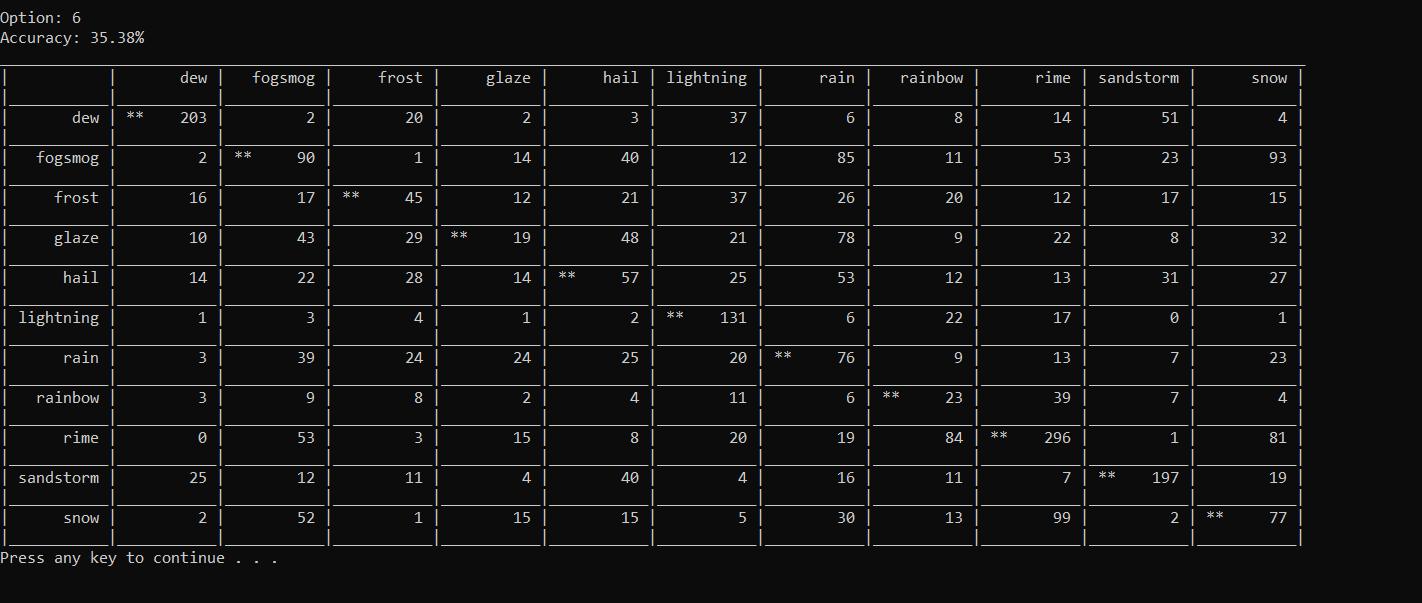 Option: 6
Accuracy: 35.38%
dew | fogsmog | frost | glaze | hail | lightning | rain | rainbow | rime | sandstorm | snow |
dew | ** 203 | 2 | 20 | 2 | 3 | 37 | 6 | 8 | 14 | 51 | 4 |
fogsmog | 2 | ** 90 | 1 | 14 | 40 | 12 | 85 | 11 | 53 | 23 | 93 |
frost | 16 | 17 | ** 45 | 12 | 21 | 37 | 26 | 20 | 12 | 17 | 15 |
glaze | 10 | 43 | 29 | ** 19 | 48 | 21 | 78 | 9 | 22 | 8 | 32 |
hail | 14 | 22 | 28 | 14 | ** 57 | 25 | 53 | 12 | 13 | 31 | 27 |
lightning | 1 | 3 | 4 | 1 | 2 | ** 131 | 6 | 22 | 17 | 0 | 1 |
rain | 3 | 39 | 24 | 24 | 25 | 20 | ** 76 | 9 | 13 | 7 | 23 |
rainbow | 3 | 9 | 8 | 2 | 4 | 11 | 6 | ** 23 | 39 | 7 | 4 |
rime | 0 | 53 | 3 | 15 | 8 | 20 | 19 | 84 | ** 296 | 1 | 81 |
sandstorm | 25 | 12 | 11 | 4 | 40 | 4 | 16 | 11 | 7 | ** 197 | 19 |
snow | 2 | 52 | 1 | 15 | 15 | 5 | 30 | 13 | 99 | 2 | ** 77 |
Press any key to continue . . .